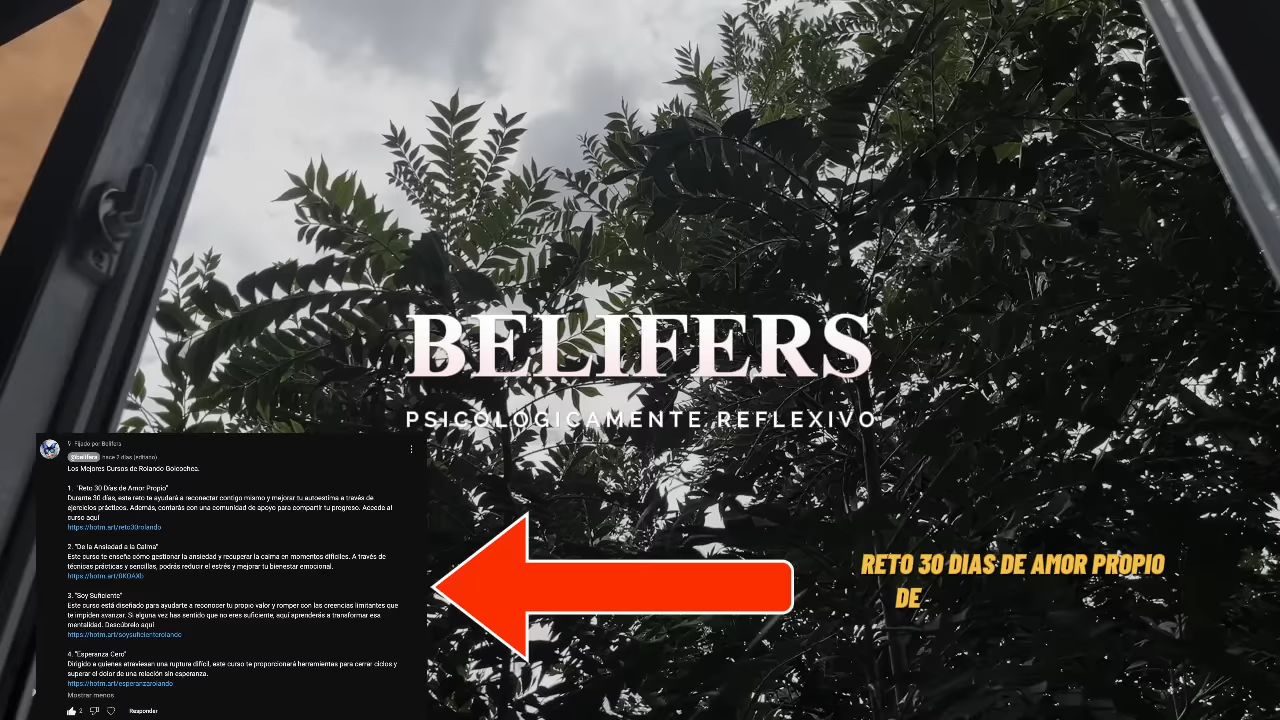 BELIFERS
PSICOLOGICAMENTE REFLEXIVO
Fijado por Belifers
@belifers hace 2 días (editado)
Los Mejores Cursos de Rolando Goicochea.
1. "Reto 30 Días de Amor Propio"
Durante 30 días, este reto te ayudará a reconectar contigo mismo y mejorar tu autoestima a través de
ejercicios prácticos. Además, contarás con una comunidad de apoyo para compartir tu progreso. Accede al
curso aquí
https://hotm.art/reto30rolando
2. "De la Ansiedad a la Calma"
Este curso te enseña cómo gestionar la ansiedad y recuperar la calma en momentos difíciles. A través de
técnicas prácticas y sencillas, podrás reducir el estrés y mejorar tu bienestar emocional.
https://hotm.art/0KOAXb
3. "Soy Suficiente"
Este curso está diseñado para ayudarte a reconocer tu propio valor y romper con las creencias limitantes que
te impiden avanzar. Si alguna vez has sentido que no eres suficiente, aquí aprenderás a transformar esa
mentalidad. Descúbrelo aquí
https://hotm.art/soysuficienterolando
4. "Esperanza Cero"
Dirigido a quienes atraviesan una ruptura difícil, este curso te proporcionará herramientas para cerrar ciclos y
superar el dolor de una relación sin esperanza.
https://hotm.art/esperanzarolando
Mostrar menos
2 Responder
RETO 30 DIAS DE AMOR PROPIO
DE